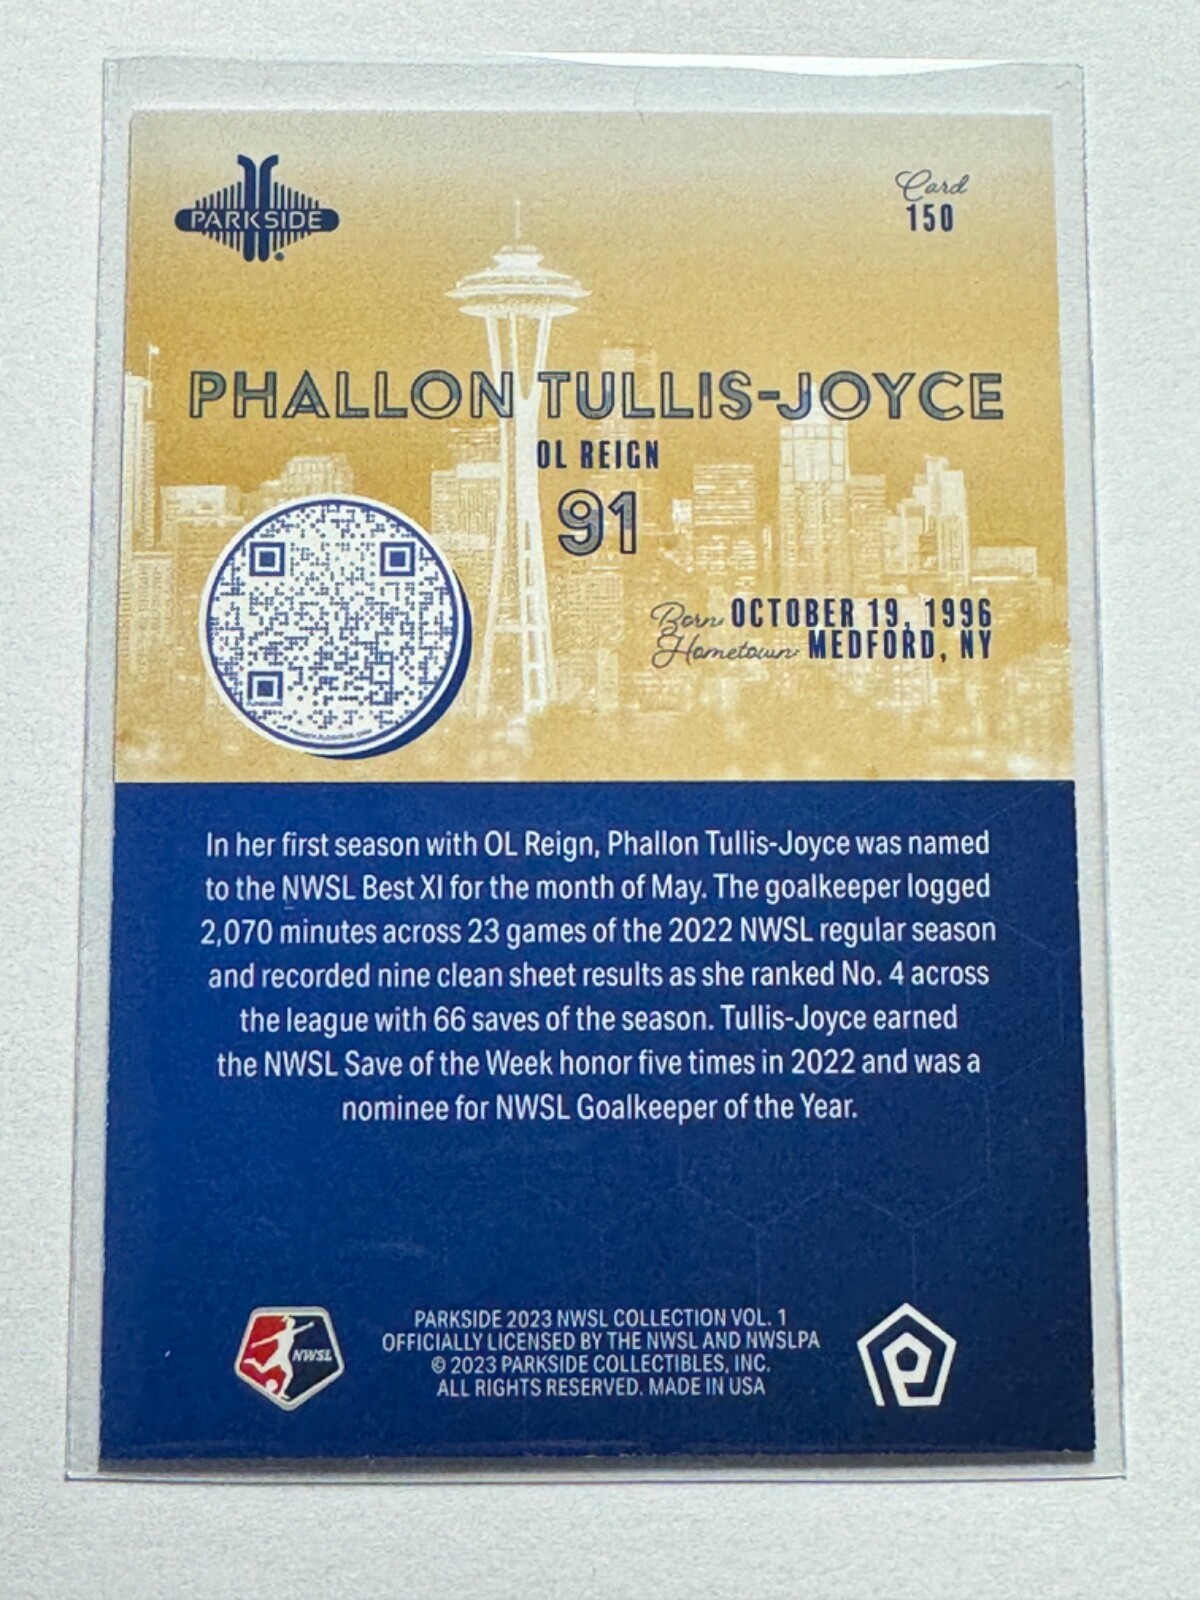 PARKSIDE
Card
150
PHALLON TULLIS-JOYCE
OL REIGN
91
Born: OCTOBER 19, 1996
Hometown: MEDFORD, NY
In her first season with OL Reign, Phallon Tullis-Joyce was named
to the NWSL Best XI for the month of May. The goalkeeper logged
2,070 minutes across 23 games of the 2022 NWSL regular season
and recorded nine clean sheet results as she ranked No. 4 across
the league with 66 saves of the season. Tullis-Joyce earned
the NWSL Save of the Week honor five times in 2022 and was a
nominee for NWSL Goalkeeper of the Year.
NWSL
PARKSIDE 2023 NWSL COLLECTION VOL. 1
OFFICIALLY LICENSED BY THE NWSL AND NWSLPA
© 2023 PARKSIDE COLLECTIBLES, INC.
ALL RIGHTS RESERVED. MADE IN USA